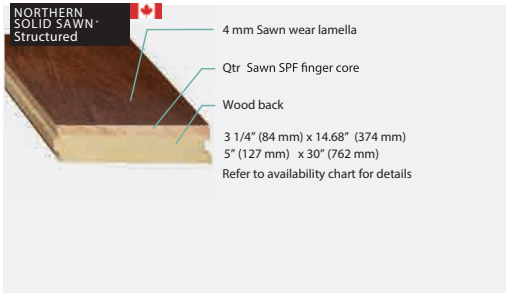 NORTHERN
SOLID SAWN*
Structured
4 mm Sawn wear lamella
Qtr  Sawn SPF finger core
Wood back
3 1/4” (84 mm) x 14.68”  (374 mm)
5” (127 mm)   x 30” (762 mm)
Refer to availability chart for details